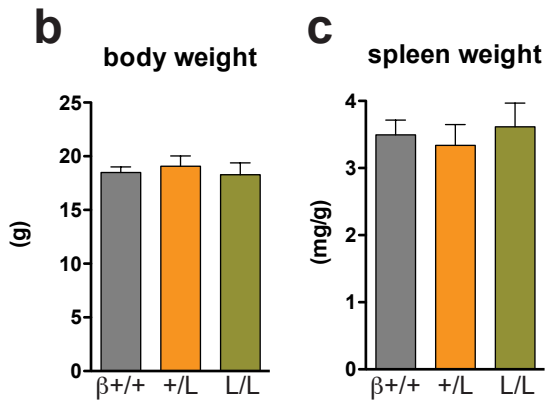 b
body weight
(g)
25
20
15
10
5
0
β+/+ +/L L/L
c
spleen weight
(mg/g)
4
3
2
1
0
β+/+ +/L L/L